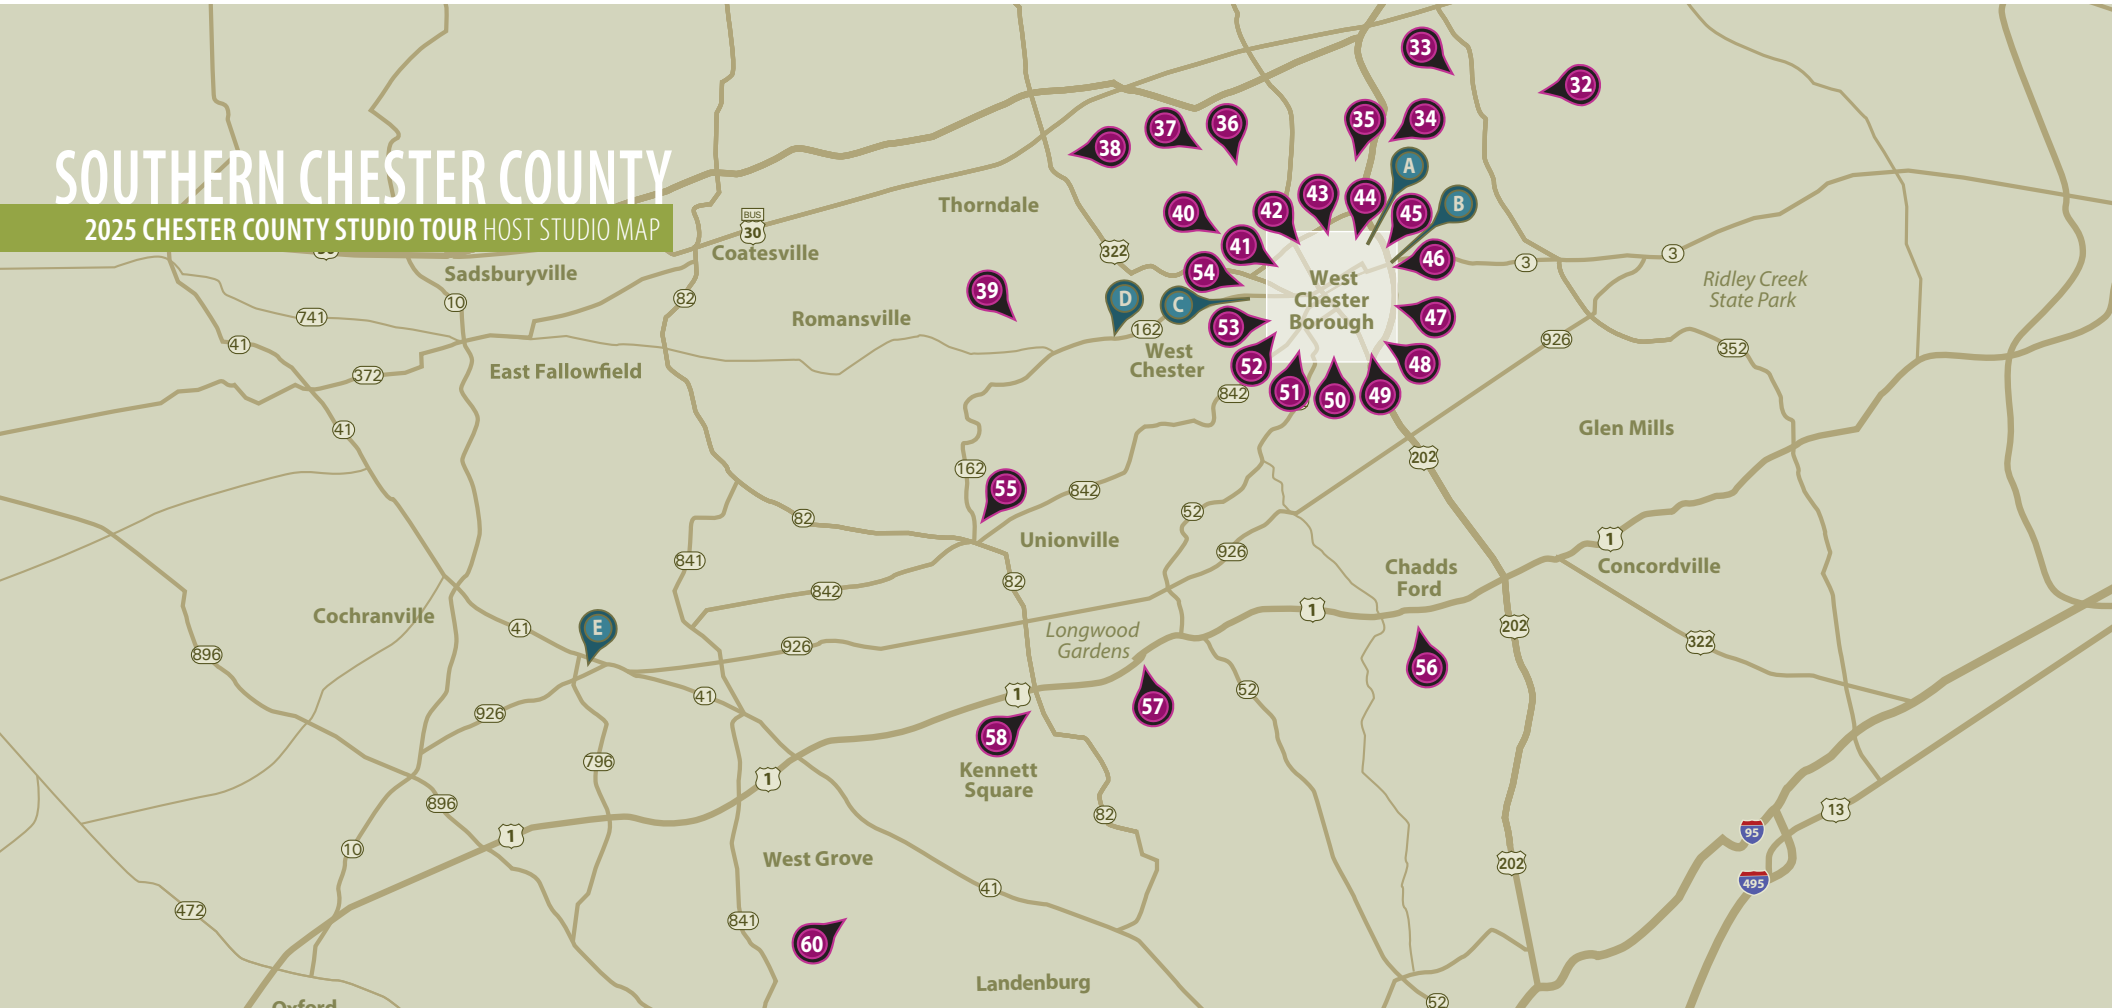 SOUTHERN CHESTER COUNTY
2025 CHESTER COUNTY STUDIO TOUR HOST STUDIO MAP
33
32
37
36
35
34
38
A
Thorndale
40
42
43
44
45
B
BUS
30
Coatesville
322
41
46
3
3
Sadsburyville
54
West
Chester
Borough
Ridley Creek
State Park
10
82
39
D
C
741
Romansville
162
53
47
41
West
Chester
926
352
372
East Fallowfield
52
48
842
51
50
49
41
Glen Mills
202
162
55
842
82
52
Unionville
1
841
926
Chadds
Ford
Concordville
82
842
1
Cochranville
E
41
Longwood
Gardens
202
322
896
926
56
41
1
52
926
57
58
796
Kennett
Square
1
896
82
13
1
95
10
West Grove
202
495
41
472
841
60
Landenburg
52